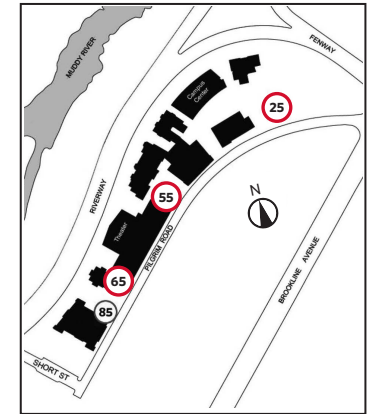 MUDDY RIVER
FENWAY
Campus
Center
25
RIVERWAY
55
N
Theater
PILGRIM ROAD
BROOKLINE AVENUE
65
85
SHORT ST